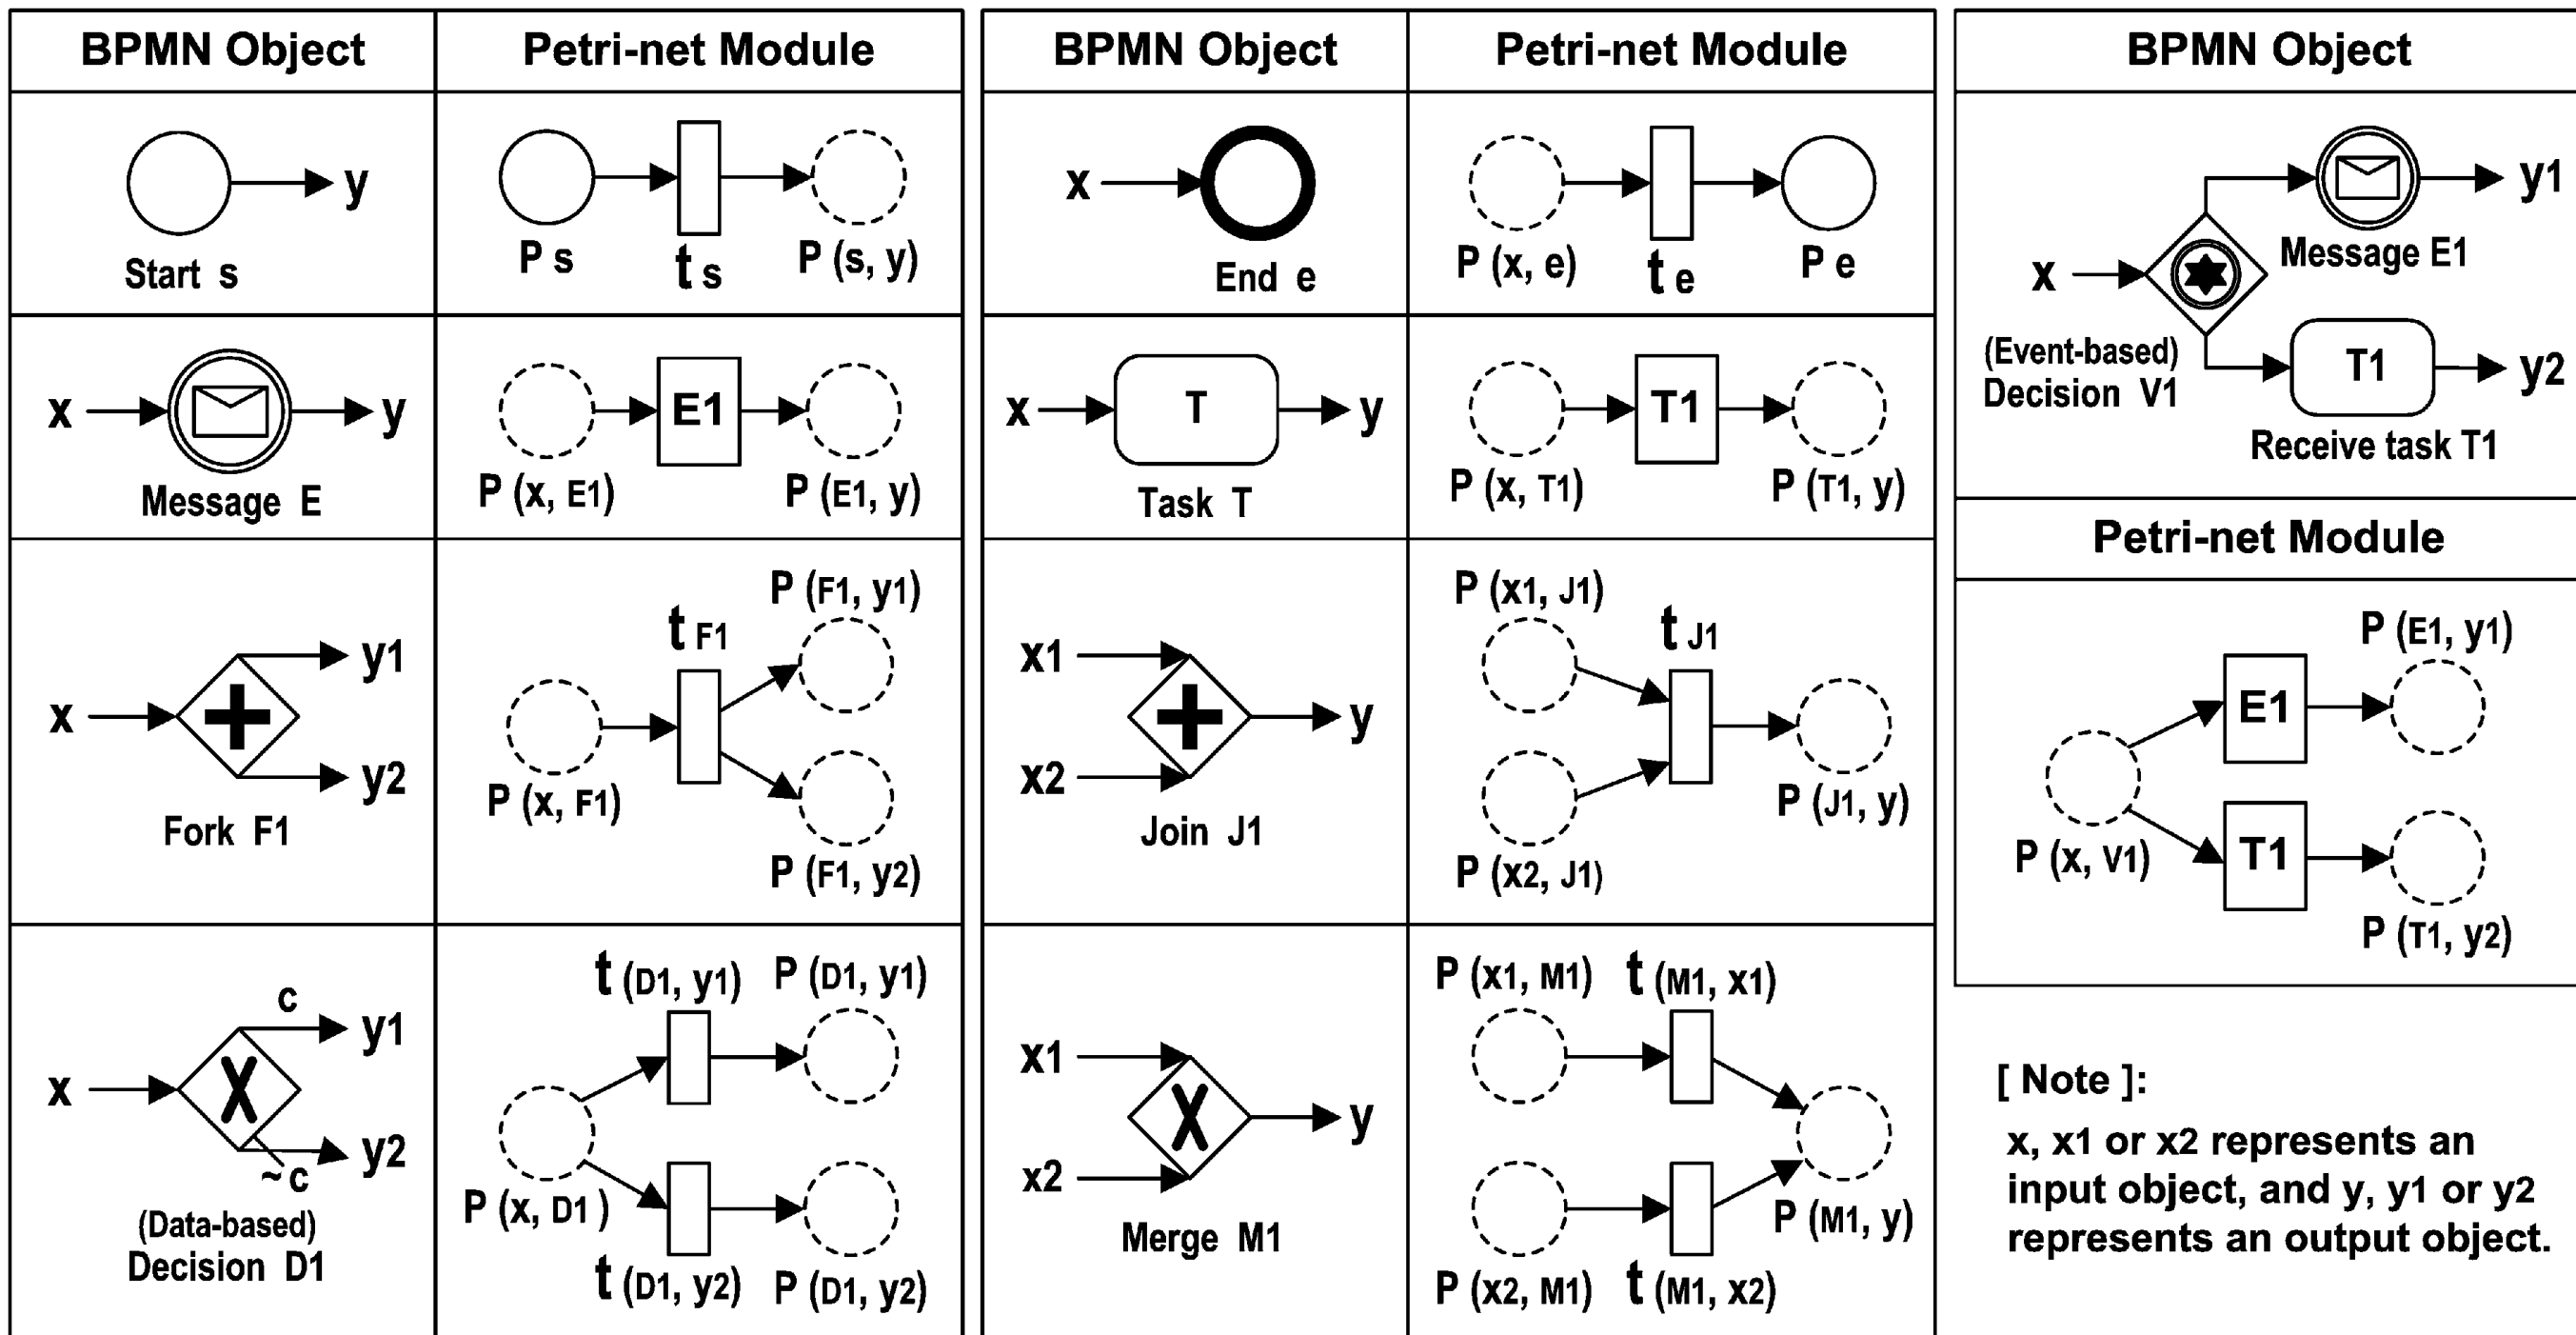 BPMN Object
Petri-net Module
y
Start s
P s
t s
P (s, y)
x
y
Message E
E1
P (x, E1)
P (E1, y)
x
y1
y2
Fork F1
t F1
P (x, F1)
P (F1, y1)
P (F1, y2)
x
c
y1
~c
y2
(Data-based)
Decision D1
P (x, D1 )
t (D1, y1)
P (D1, y1)
t (D1, y2)
P (D1, y2)
BPMN Object
Petri-net Module
x
End e
P (x, e)
t e
P e
x
T
y
Task T
T1
P (x, T1)
P (T1, y)
x1
x2
y
Join J1
P (x1, J1)
t J1
P (x2, J1)
P (J1, y)
x1
x2
y
Merge M1
P (x1, M1)
t (M1, x1)
P (M1, y)
P (x2, M1)
t (M1, x2)
BPMN Object
x
y1
Message E1
(Event-based)
Decision V1
T1
y2
Receive task T1
Petri-net Module
P (E1, y1)
E1
P (x, V1)
T1
P (T1, y2)
[ Note ]:
x, x1 or x2 represents an
input object, and y, y1 or y2
represents an output object.